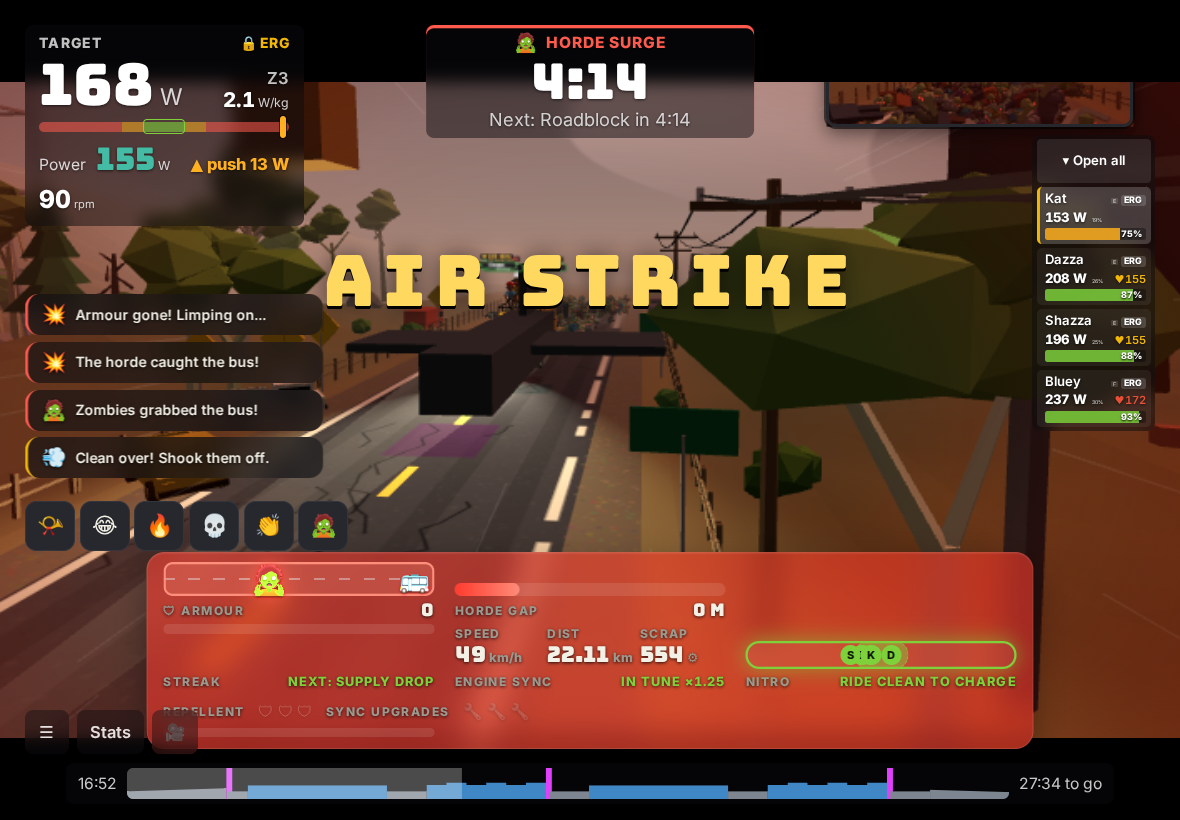 TARGET
🔒 ERG
168 W
Z3
2.1 W/kg
Power 155 w
▲ push 13 W
90 rpm
HORDE SURGE
4:14
Next: Roadblock in 4:14
▾ Open all
Kat
E ERG
153 W 19%
75%
Dazza
E ERG
208 W 26% ♥155
87%
Shazza
E ERG
196 W 25% ♥155
88%
Bluey
E ERG
237 W 30% ♥172
93%
AIR STRIKE
Armour gone! Limping on...
The horde caught the bus!
Zombies grabbed the bus!
Clean over! Shook them off.
ARMOUR 0
HORDE GAP 0 M
SPEED DIST SCRAP
49 km/h 22.11 km 554
S K D
STREAK NEXT: SUPPLY DROP
ENGINE SYNC IN TUNE ×1.25
NITRO RIDE CLEAN TO CHARGE
REPELLENT SYNC UPGRADES
☰ Stats
16:52
27:34 to go